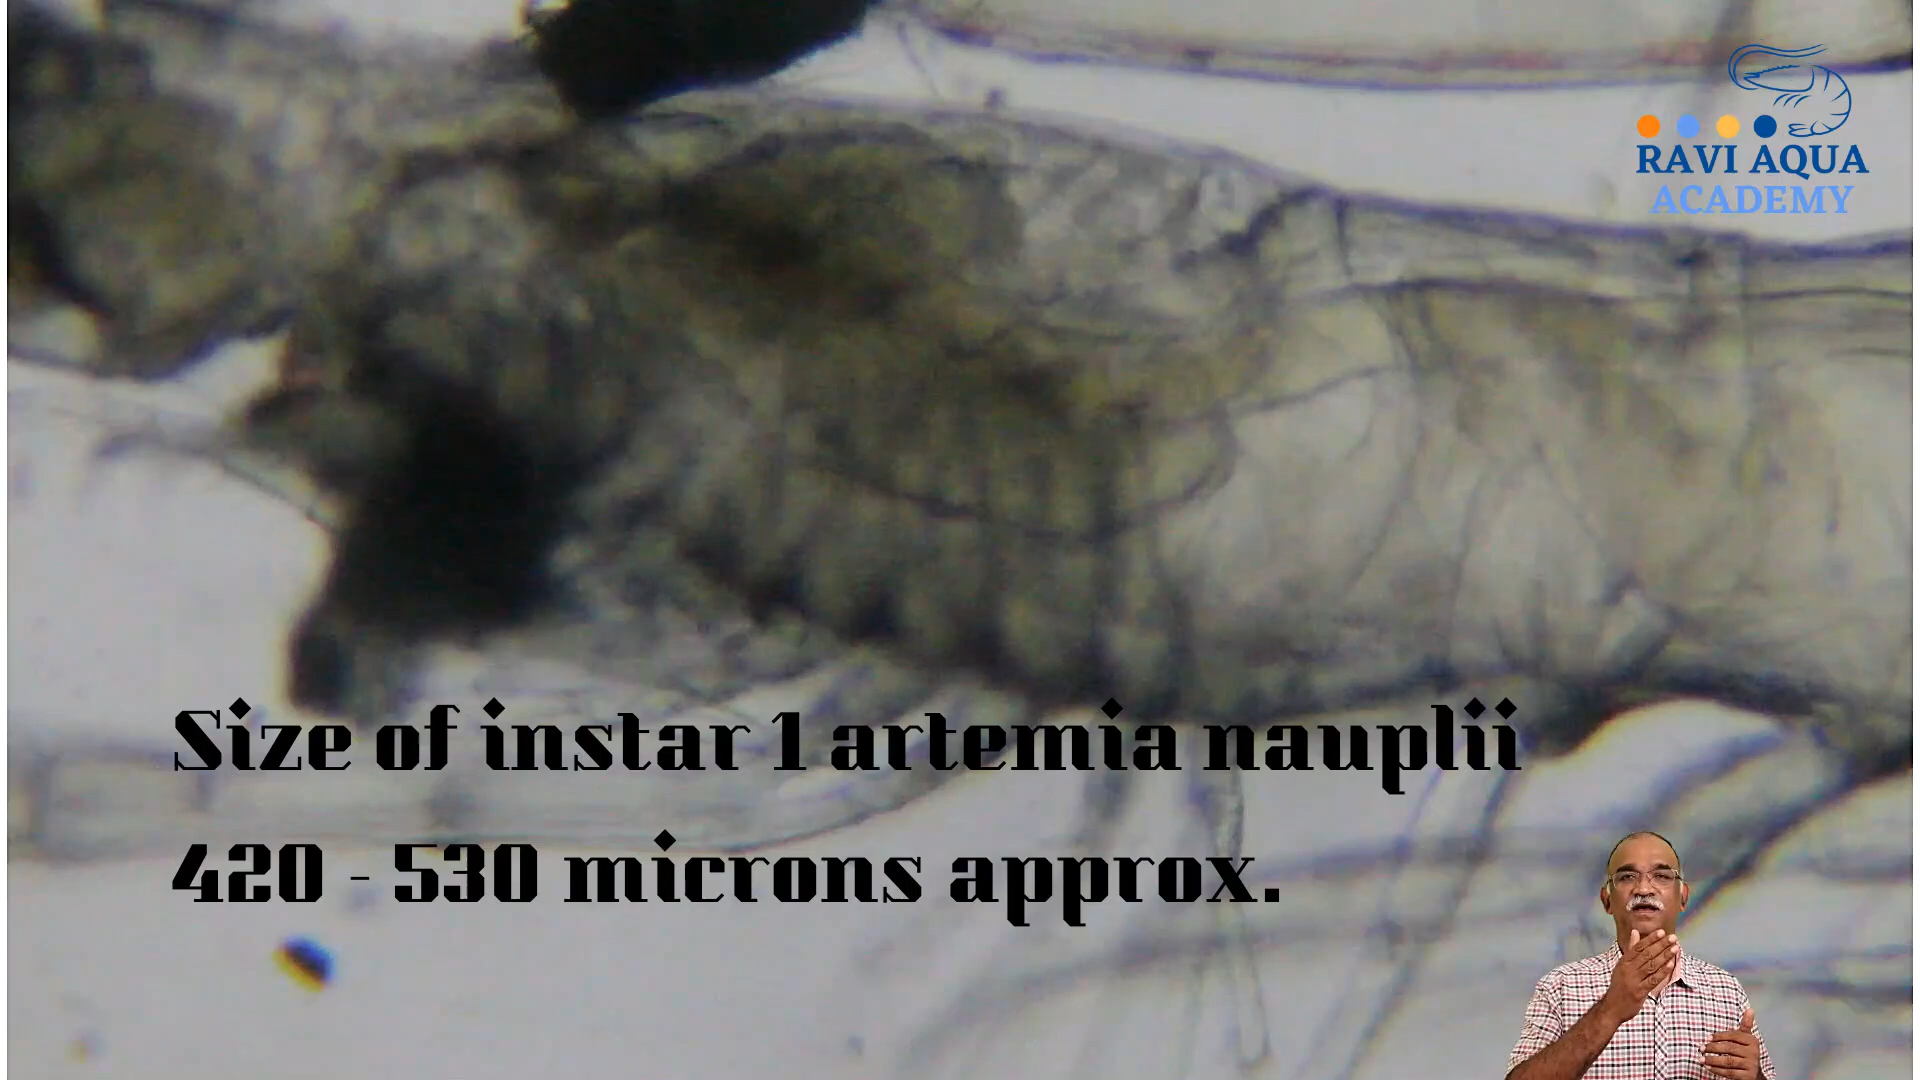 RAVI AQUA
ACADEMY
Size of instar 1 artemia nauplii
420 - 530 microns approx.